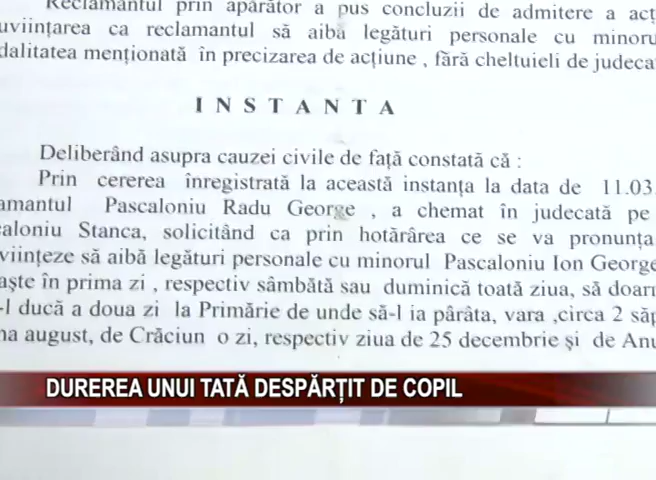 Reclamantul prin apărător a pus concluzii de admitere a acț
uviințarea ca reclamantul să aibă legături personale cu minoru
dalitatea menționată în precizarea de acțiune , fără cheltuieli de judeca
I N S T A N T A
Deliberând asupra cauzei civile de față constată că :
Prin cererea înregistrată la această instanța la data de 11.03.
amantul Pascaloniu Radu George , a chemat în judecată pe
caloniu Stanca, solicitând ca prin hotărârea ce se va pronunța
viințeze să aibă legături personale cu minorul Pascaloniu Ion George
aște în prima zi , respectiv sâmbătă sau duminică toată ziua, să doarm
-l ducă a doua zi la Primărie de unde să-l ia pârâta, vara ,circa 2 săp
na august, de Crăciun o zi, respectiv ziua de 25 decembrie și de Anu
DUREREA UNUI TATĂ DESPĂRȚIT DE COPIL